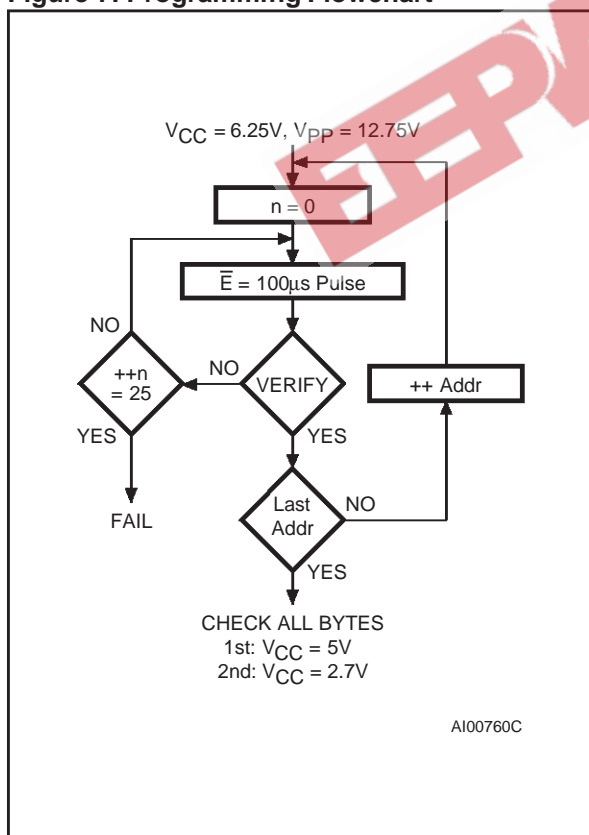 Figure 7. Programming Flowchart
VCC = 6.25V, VPP = 12.75V
n = 0
E = 100μs Pulse
NO
++n
= 25
NO
VERIFY
++ Addr
YES
YES
FAIL
Last
Addr
NO
YES
CHECK ALL BYTES
1st: VCC = 5V
2nd: VCC = 2.7V
AI00760C